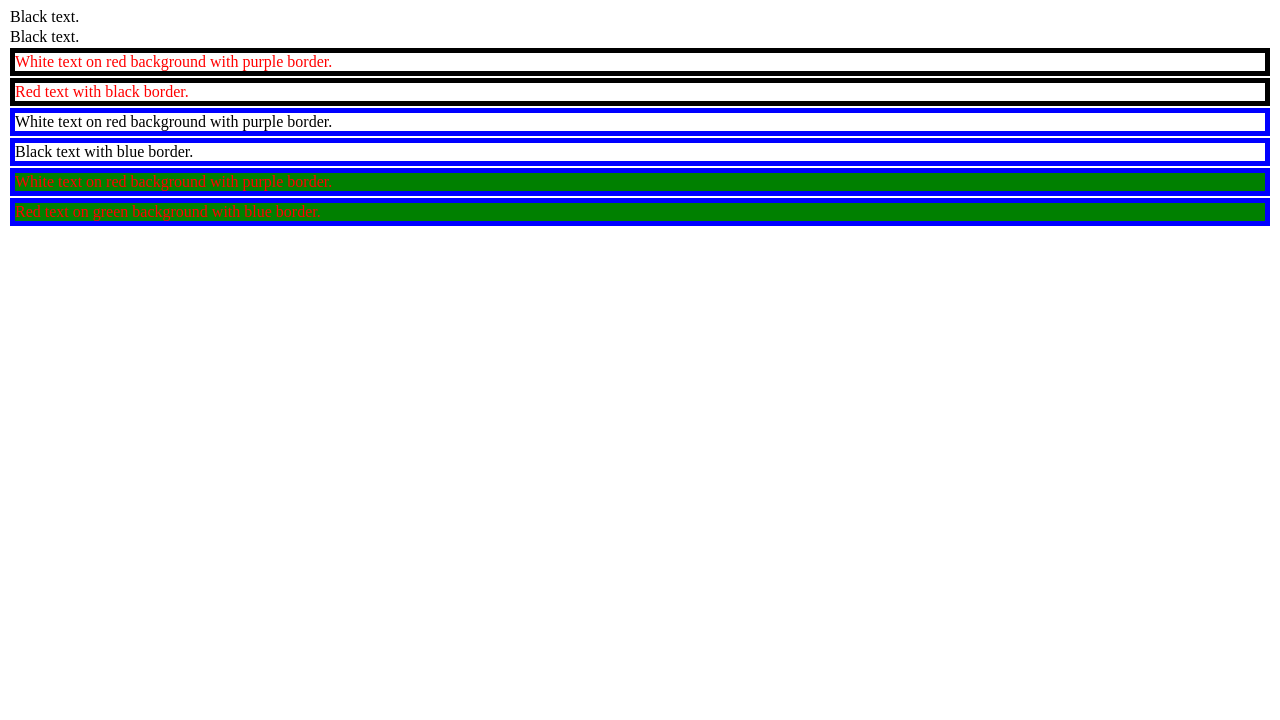 Black text.
Black text.
White text on red background with purple border.
Red text with black border.
White text on red background with purple border.
Black text with blue border.
White text on red background with purple border.
Red text on green background with blue border.